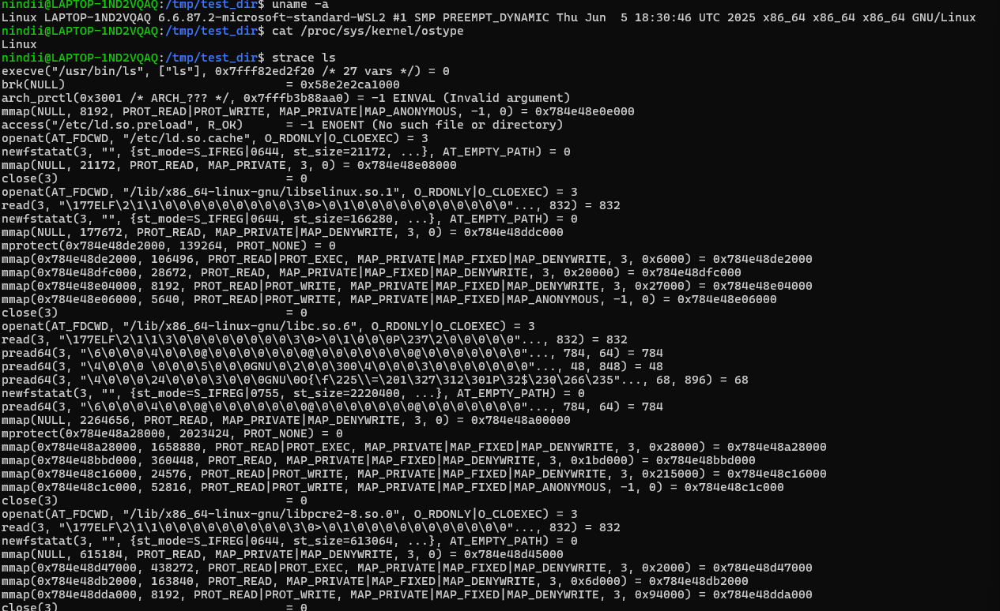 nindii@LAPTOP-1ND2VQAQ:/tmp/test_dir$ uname -a
Linux LAPTOP-1ND2VQAQ 6.6.87.2-microsoft-standard-WSL2 #1 SMP PREEMPT_DYNAMIC Thu Jun  5 18:30:46 UTC 2025 x86_64 x86_64 x86_64 GNU/Linux
nindii@LAPTOP-1ND2VQAQ:/tmp/test_dir$ cat /proc/sys/kernel/ostype
Linux
nindii@LAPTOP-1ND2VQAQ:/tmp/test_dir$ strace ls
execve("/usr/bin/ls", ["ls"], 0x7fff82ed2f20 /* 27 vars */) = 0
brk(NULL)                               = 0x58e2e2ca1000
arch_prctl(0x3001 /* ARCH_??? */, 0x7fffb3b88aa0) = -1 EINVAL (Invalid argument)
mmap(NULL, 8192, PROT_READ|PROT_WRITE, MAP_PRIVATE|MAP_ANONYMOUS, -1, 0) = 0x784e48e0e000
access("/etc/ld.so.preload", R_OK)      = -1 ENOENT (No such file or directory)
openat(AT_FDCWD, "/etc/ld.so.cache", O_RDONLY|O_CLOEXEC) = 3
newfstatat(3, "", {st_mode=S_IFREG|0644, st_size=21172, ...}, AT_EMPTY_PATH) = 0
mmap(NULL, 21172, PROT_READ, MAP_PRIVATE, 3, 0) = 0x784e48e08000
close(3)                                = 0
openat(AT_FDCWD, "/lib/x86_64-linux-gnu/libselinux.so.1", O_RDONLY|O_CLOEXEC) = 3
read(3, "\177ELF\2\1\1\0\0\0\0\0\0\0\0\0\3\0>\0\1\0\0\0\0\0\0\0\0\0\0\0"..., 832) = 832
newfstatat(3, "", {st_mode=S_IFREG|0644, st_size=166280, ...}, AT_EMPTY_PATH) = 0
mmap(NULL, 177672, PROT_READ, MAP_PRIVATE|MAP_DENYWRITE, 3, 0) = 0x784e48ddc000
mprotect(0x784e48de2000, 139264, PROT_NONE) = 0
mmap(0x784e48de2000, 106496, PROT_READ|PROT_EXEC, MAP_PRIVATE|MAP_FIXED|MAP_DENYWRITE, 3, 0x6000) = 0x784e48de2000
mmap(0x784e48dfc000, 28672, PROT_READ, MAP_PRIVATE|MAP_FIXED|MAP_DENYWRITE, 3, 0x20000) = 0x784e48dfc000
mmap(0x784e48e04000, 8192, PROT_READ|PROT_WRITE, MAP_PRIVATE|MAP_FIXED|MAP_DENYWRITE, 3, 0x27000) = 0x784e48e04000
mmap(0x784e48e06000, 5640, PROT_READ|PROT_WRITE, MAP_PRIVATE|MAP_FIXED|MAP_ANONYMOUS, -1, 0) = 0x784e48e06000
close(3)                                = 0
openat(AT_FDCWD, "/lib/x86_64-linux-gnu/libc.so.6", O_RDONLY|O_CLOEXEC) = 3
read(3, "\177ELF\2\1\1\3\0\0\0\0\0\0\0\0\3\0>\0\1\0\0\0P\237\2\0\0\0\0\0"..., 832) = 832
pread64(3, "\6\0\0\0\4\0\0\0@\0\0\0\0\0\0\0@\0\0\0\0\0\0\0@\0\0\0\0\0\0\0"..., 784, 64) = 784
pread64(3, "\4\0\0\0 \0\0\0\5\0\0\0GNU\0\2\0\0\300\4\0\0\0\3\0\0\0\0\0\0\0"..., 48, 848) = 48
pread64(3, "\4\0\0\0\24\0\0\0\3\0\0\0GNU\0O{\f\225\\=\201\327\312\301P\32$\230\266\235"..., 68, 896) = 68
newfstatat(3, "", {st_mode=S_IFREG|0755, st_size=2220400, ...}, AT_EMPTY_PATH) = 0
pread64(3, "\6\0\0\0\4\0\0\0@\0\0\0\0\0\0\0@\0\0\0\0\0\0\0@\0\0\0\0\0\0\0"..., 784, 64) = 784
mmap(NULL, 2264656, PROT_READ, MAP_PRIVATE|MAP_DENYWRITE, 3, 0) = 0x784e48a00000
mprotect(0x784e48a28000, 2023424, PROT_NONE) = 0
mmap(0x784e48a28000, 1658880, PROT_READ|PROT_EXEC, MAP_PRIVATE|MAP_FIXED|MAP_DENYWRITE, 3, 0x28000) = 0x784e48a28000
mmap(0x784e48bbd000, 360448, PROT_READ, MAP_PRIVATE|MAP_FIXED|MAP_DENYWRITE, 3, 0x1bd000) = 0x784e48bbd000
mmap(0x784e48c16000, 24576, PROT_READ|PROT_WRITE, MAP_PRIVATE|MAP_FIXED|MAP_DENYWRITE, 3, 0x215000) = 0x784e48c16000
mmap(0x784e48c1c000, 52816, PROT_READ|PROT_WRITE, MAP_PRIVATE|MAP_FIXED|MAP_ANONYMOUS, -1, 0) = 0x784e48c1c000
close(3)                                = 0
openat(AT_FDCWD, "/lib/x86_64-linux-gnu/libpcre2-8.so.0", O_RDONLY|O_CLOEXEC) = 3
read(3, "\177ELF\2\1\1\0\0\0\0\0\0\0\0\0\3\0>\0\1\0\0\0\0\0\0\0\0\0\0\0"..., 832) = 832
newfstatat(3, "", {st_mode=S_IFREG|0644, st_size=613064, ...}, AT_EMPTY_PATH) = 0
mmap(NULL, 615184, PROT_READ, MAP_PRIVATE|MAP_DENYWRITE, 3, 0) = 0x784e48d45000
mmap(0x784e48d47000, 438272, PROT_READ|PROT_EXEC, MAP_PRIVATE|MAP_FIXED|MAP_DENYWRITE, 3, 0x2000) = 0x784e48d47000
mmap(0x784e48db2000, 163840, PROT_READ, MAP_PRIVATE|MAP_FIXED|MAP_DENYWRITE, 3, 0x6d000) = 0x784e48db2000
mmap(0x784e48dda000, 8192, PROT_READ|PROT_WRITE, MAP_PRIVATE|MAP_FIXED|MAP_DENYWRITE, 3, 0x94000) = 0x784e48dda000
close(3)                                = 0